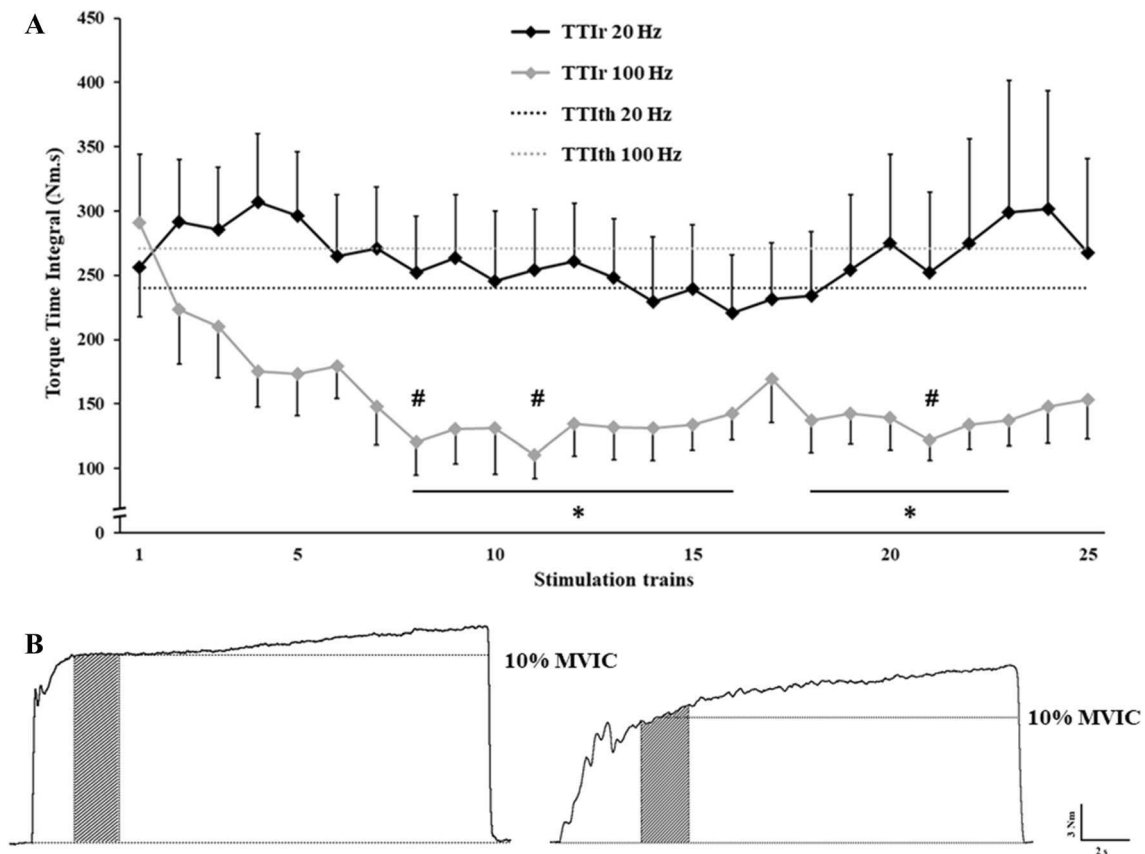 A
450
400
350
300
250
200
150
100
0
Torque Time Integral (Nm.s)
TTIr 20 Hz
TTIr 100 Hz
TTIth 20 Hz
TTIth 100 Hz
# # #
* *
1 5 10 15 20 25
Stimulation trains
B
10% MVIC
10% MVIC
3 Nm
2 s